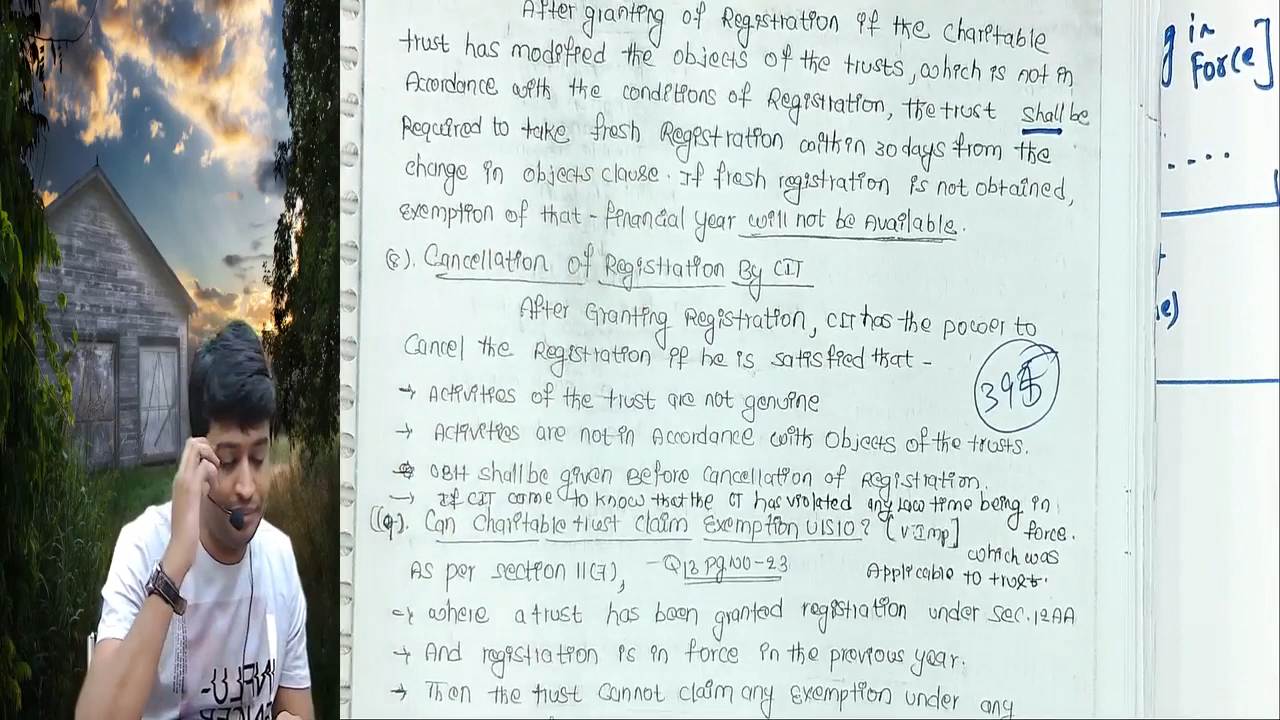 After granting of Registration if the charitable
trust has modified the objects of the trusts, which is not in
Accordance with the conditions of Registration, the trust shall be
Required to take fresh Registration within 30 days from the
change in objects clause. If fresh registration is not obtained,
exemption of that - financial year will not be Available.
(8). Cancellation of Registration By CIT
After Granting Registration, CIT has the power to
Cancel the Registration if he is satisfied that -
→ Activities of the trust are not genuine
→ Activities are not in Accordance with objects of the trusts.
OBH shall be given Before cancellation of registration.
→ If CIT come to know that the CT has violated any law time being in
force.
which was
Applicable to trust.
(9). Can Charitable trust claim Exemption U/S 10? [V.Imp]
As per section 11(7), - Q12 Pg.No-23
→ where a trust has been granted registration under sec. 12AA
→ And registration is in force in the previous year.
→ Then the trust cannot claim any exemption under any
395
in
Force]
....